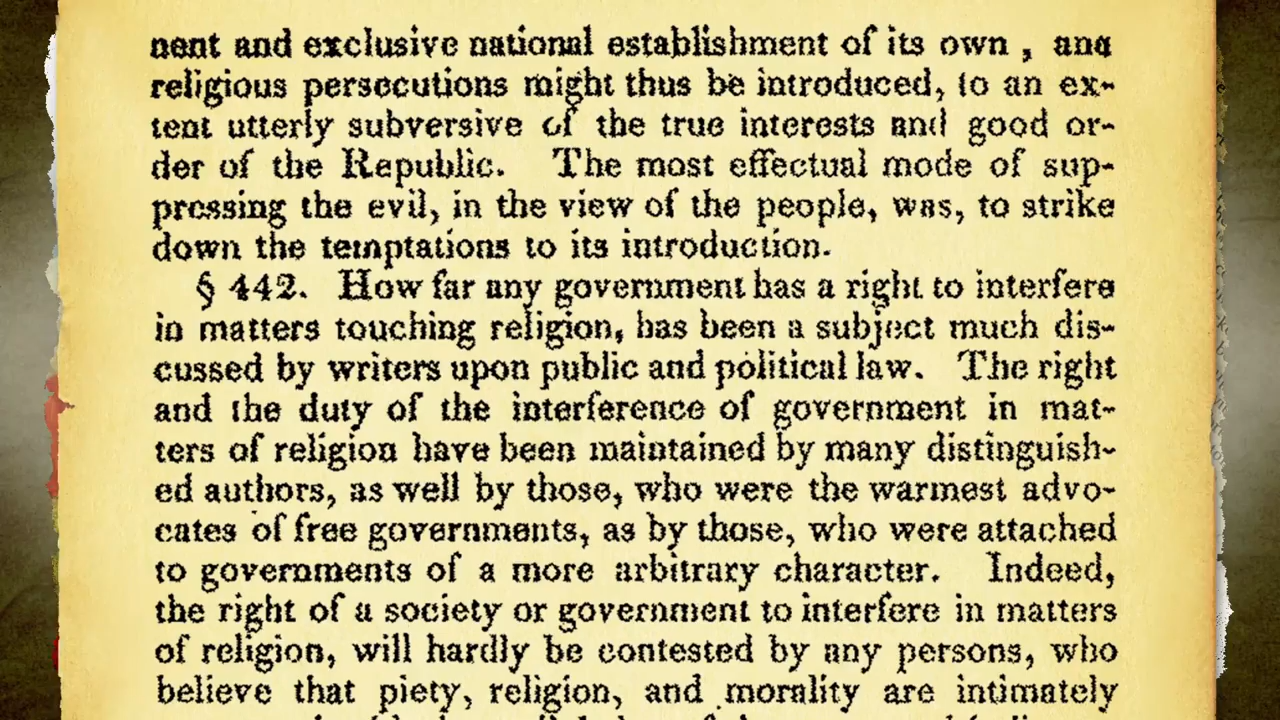 nent and exclusive national establishment of its own , and
religious persecutions might thus be introduced, to an ex-
tent utterly subversive of the true interests and good or-
der of the Republic. The most effectual mode of sup-
pressing the evil, in the view of the people, was, to strike
down the temptations to its introduction.
§ 442. How far any government has a right to interfere
in matters touching religion, has been a subject much dis-
cussed by writers upon public and political law. The right
and the duty of the interference of government in mat-
ters of religion have been maintained by many distinguish-
ed authors, as well by those, who were the warmest advo-
cates of free governments, as by those, who were attached
to governments of a more arbitrary character. Indeed,
the right of a society or government to interfere in matters
of religion, will hardly be contested by any persons, who
believe that piety, religion, and morality are intimately